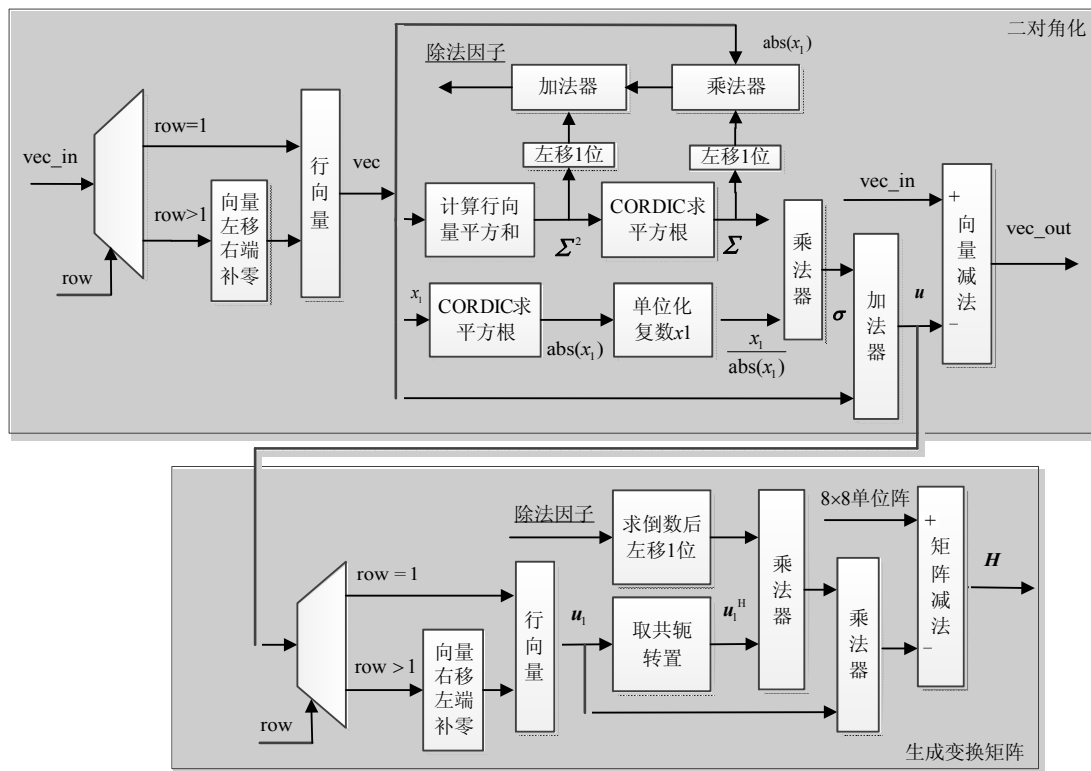 二对角化
除法因子
abs(x₁)
加法器
乘法器
vec_in
row=1
row>1
row
向量
左移
右端
补零
行
向
量
vec
左移1位
左移1位
计算行向
量平方和
Σ²
CORDIC求
平方根
Σ
x₁
CORDIC求
平方根
abs(x₁)
单位化
复数x1
x₁
abs(x₁)
乘
法
器
σ
加
法
器
u
vec_in
+
向
量
减
法
−
vec_out
除法因子
求倒数后
左移1位
8×8单位阵
row = 1
row > 1
row
向量
右移
左端
补零
行
向
量
u₁
取共轭
转置
u₁ᴴ
乘
法
器
乘
法
器
+
矩
阵
减
法
−
H
生成变换矩阵